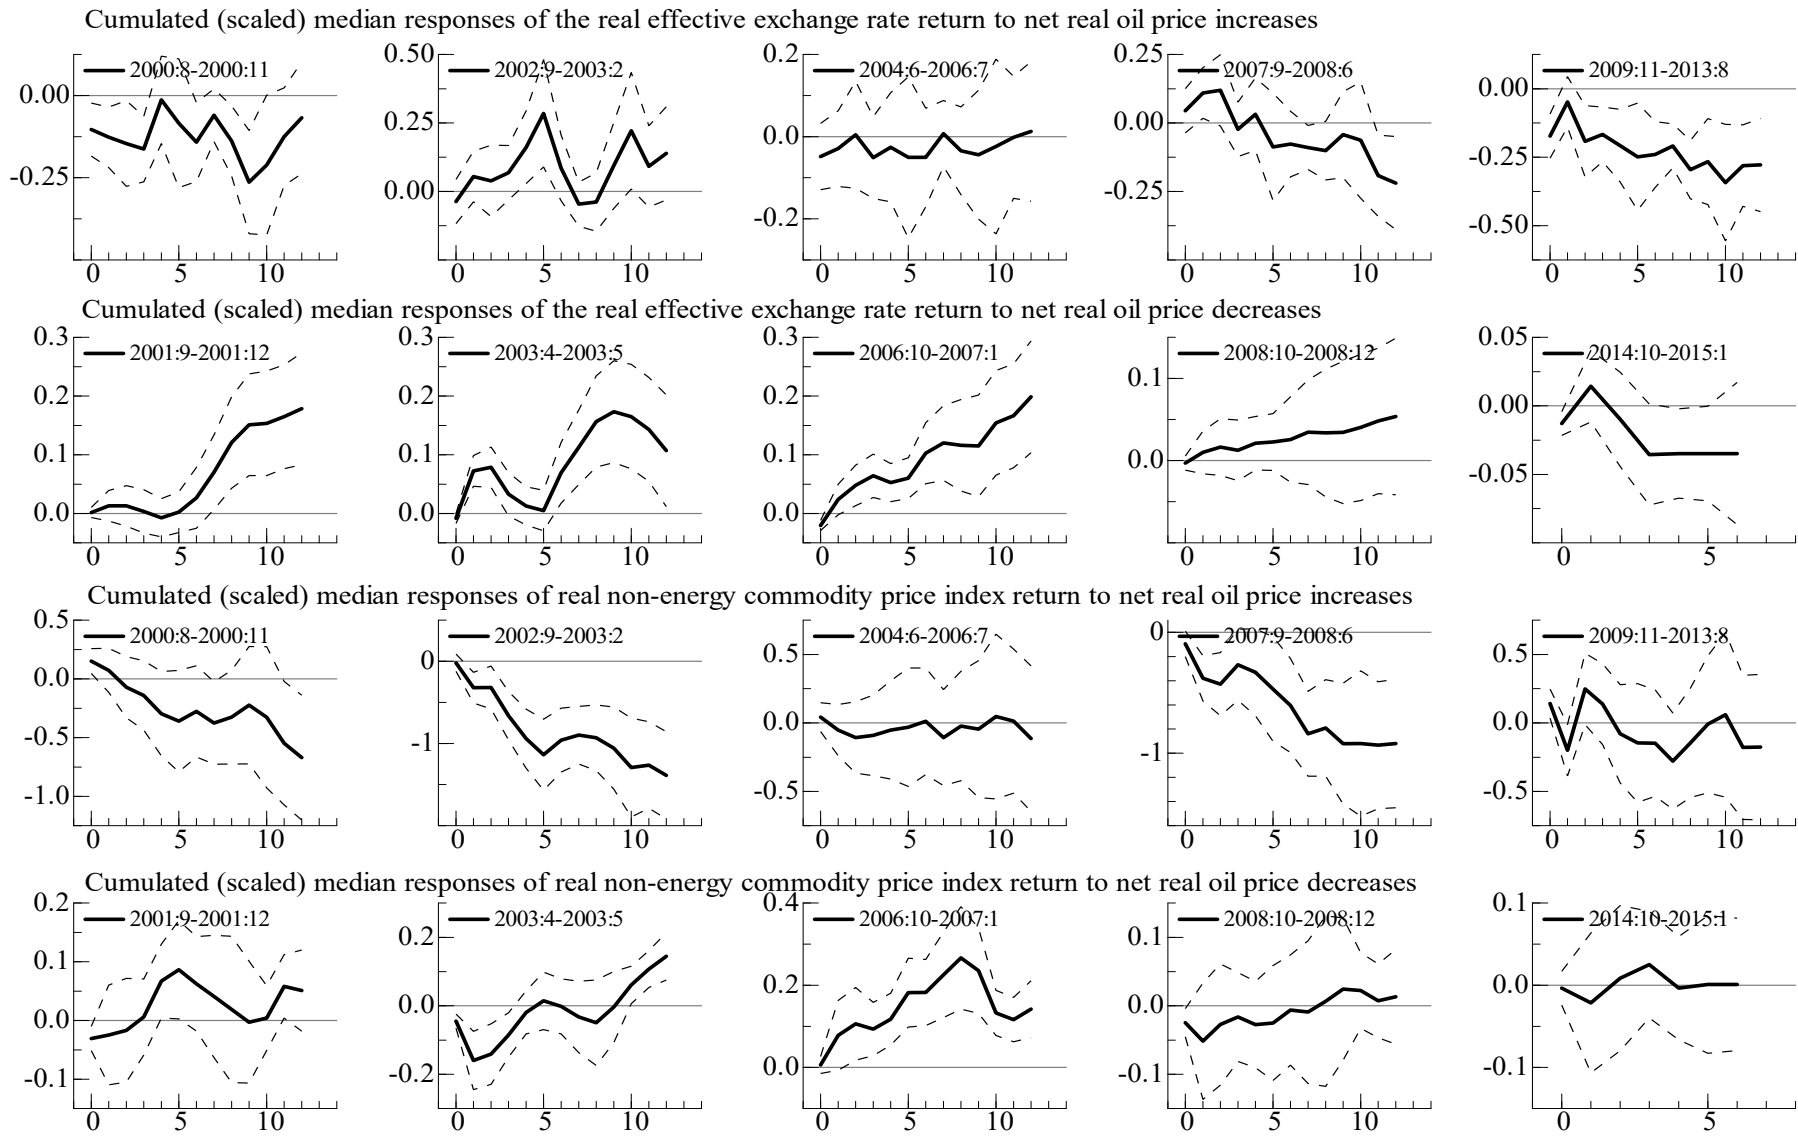 Cumulated (scaled) median responses of the real effective exchange rate return to net real oil price increases
2000:8-2000:11 2002:9-2003:2 2004:6-2006:7 2007:9-2008:6 2009:11-2013:8
0.00 -0.25
0.50 0.25 0.00
0.2 0.0 -0.2
0.25 0.00 -0.25
0.00 -0.25 -0.50
0 5 10 0 5 10 0 5 10 0 5 10 0 5 10
Cumulated (scaled) median responses of the real effective exchange rate return to net real oil price decreases
2001:9-2001:12 2003:4-2003:5 2006:10-2007:1 2008:10-2008:12 2014:10-2015:1
0.3 0.2 0.1 0.0
0.3 0.2 0.1 0.0
0.3 0.2 0.1 0.0
0.1 0.0
0.05 0.00 -0.05
0 5 10 0 5 10 0 5 10 0 5 10 0 5
Cumulated (scaled) median responses of real non-energy commodity price index return to net real oil price increases
2000:8-2000:11 2002:9-2003:2 2004:6-2006:7 2007:9-2008:6 2009:11-2013:8
0.5 0.0 -0.5 -1.0
0 -1
0.5 0.0 -0.5
0 -1
0.5 0.0 -0.5
0 5 10 0 5 10 0 5 10 0 5 10 0 5 10
Cumulated (scaled) median responses of real non-energy commodity price index return to net real oil price decreases
2001:9-2001:12 2003:4-2003:5 2006:10-2007:1 2008:10-2008:12 2014:10-2015:1
0.2 0.1 0.0 -0.1
0.2 0.0 -0.2
0.4 0.2 0.0
0.1 0.0 -0.1
0.1 0.0 -0.1
0 5 10 0 5 10 0 5 10 0 5 10 0 5